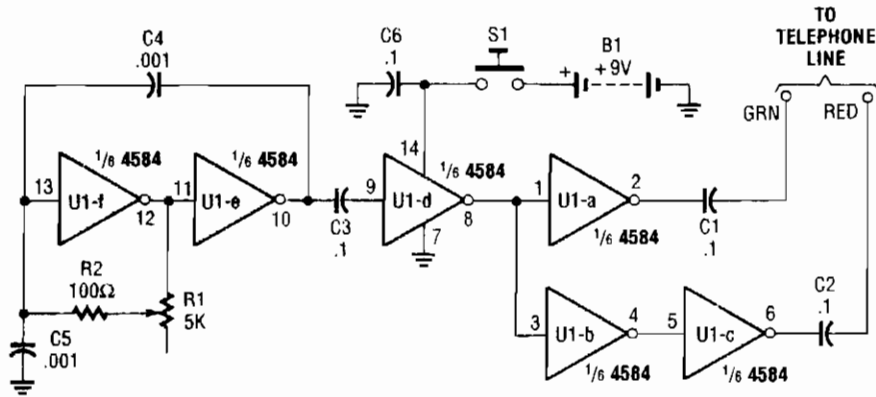 C4
.001
C6
.1
S1
B1
+ +9V
TO
TELEPHONE
LINE
GRN
RED
13
1/6 4584
U1-f
12
11
1/6 4584
U1-e
10
C3
.1
9
14
1/6 4584
U1-d
7
8
1
U1-a
2
1/6 4584
C1
.1
R2
100Ω
R1
5K
C5
.001
3
U1-b
4
1/6 4584
5
U1-c
6
1/6 4584
C2
.1